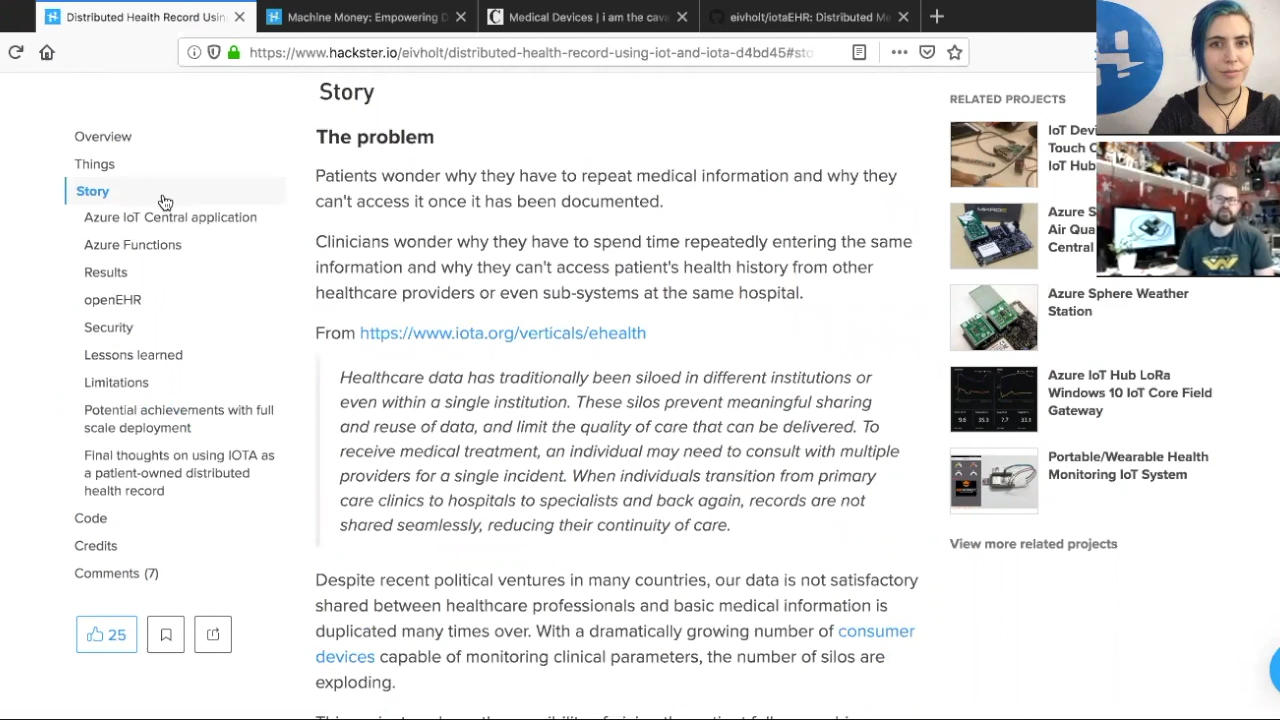 Distributed Health Record Usin
Machine Money: Empowering D
Medical Devices | i am the cava
eivholt/iotaEHR: Distributed Me
https://www.hackster.io/eivholt/distributed-health-record-using-iot-and-iota-d4bd45#sto
Overview
Things
Story
Azure IoT Central application
Azure Functions
Results
openEHR
Security
Lessons learned
Limitations
Potential achievements with full
scale deployment
Final thoughts on using IOTA as
a patient-owned distributed
health record
Code
Credits
Comments (7)
25
Story
The problem
Patients wonder why they have to repeat medical information and why they
can't access it once it has been documented.
Clinicians wonder why they have to spend time repeatedly entering the same
information and why they can't access patient's health history from other
healthcare providers or even sub-systems at the same hospital.
From https://www.iota.org/verticals/ehealth
Healthcare data has traditionally been siloed in different institutions or
even within a single institution. These silos prevent meaningful sharing
and reuse of data, and limit the quality of care that can be delivered. To
receive medical treatment, an individual may need to consult with multiple
providers for a single incident. When individuals transition from primary
care clinics to hospitals to specialists and back again, records are not
shared seamlessly, reducing their continuity of care.
Despite recent political ventures in many countries, our data is not satisfactory
shared between healthcare professionals and basic medical information is
duplicated many times over. With a dramatically growing number of consumer
devices capable of monitoring clinical parameters, the number of silos are
exploding.
RELATED PROJECTS
IoT Devi
Touch C
IoT Hub
Azure S
Air Qua
Central
Azure Sphere Weather
Station
Azure IoT Hub LoRa
Windows 10 IoT Core Field
Gateway
Portable/Wearable Health
Monitoring IoT System
View more related projects